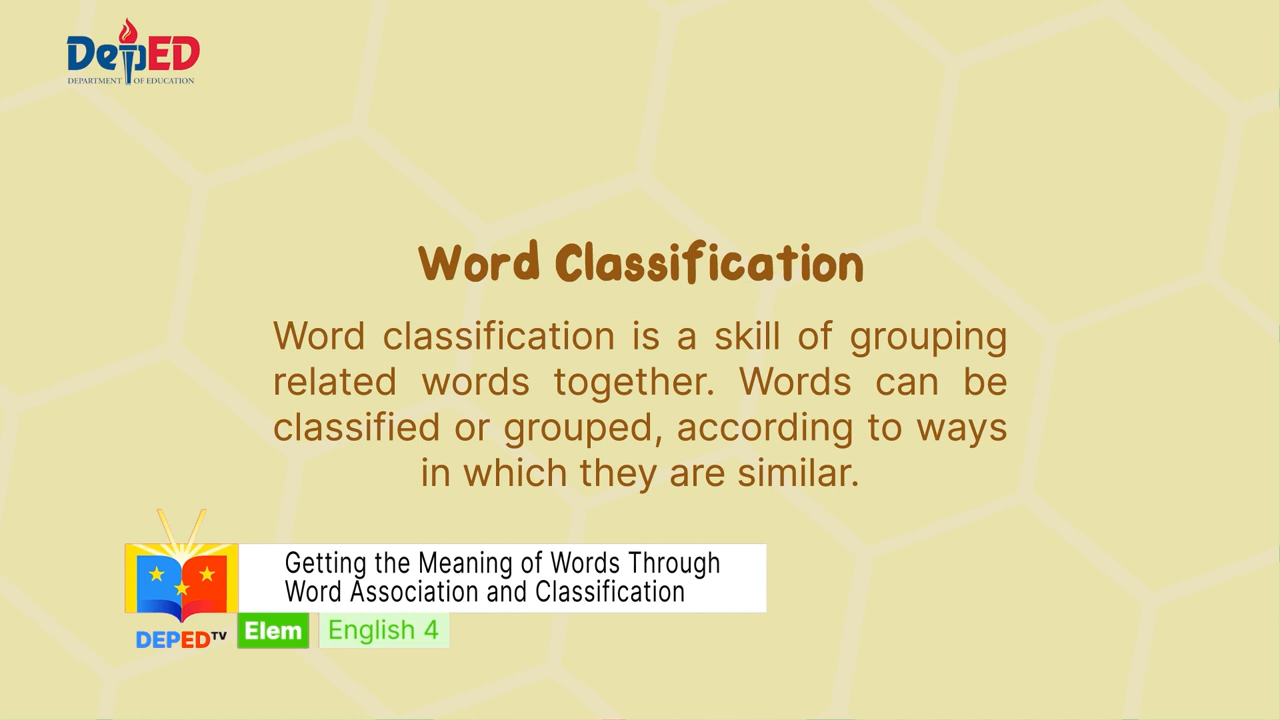 DepED
DEPARTMENT OF EDUCATION
Word Classification
Word classification is a skill of grouping
related words together. Words can be
classified or grouped, according to ways
in which they are similar.
Getting the Meaning of Words Through
Word Association and Classification
DEPED TV
Elem
English 4